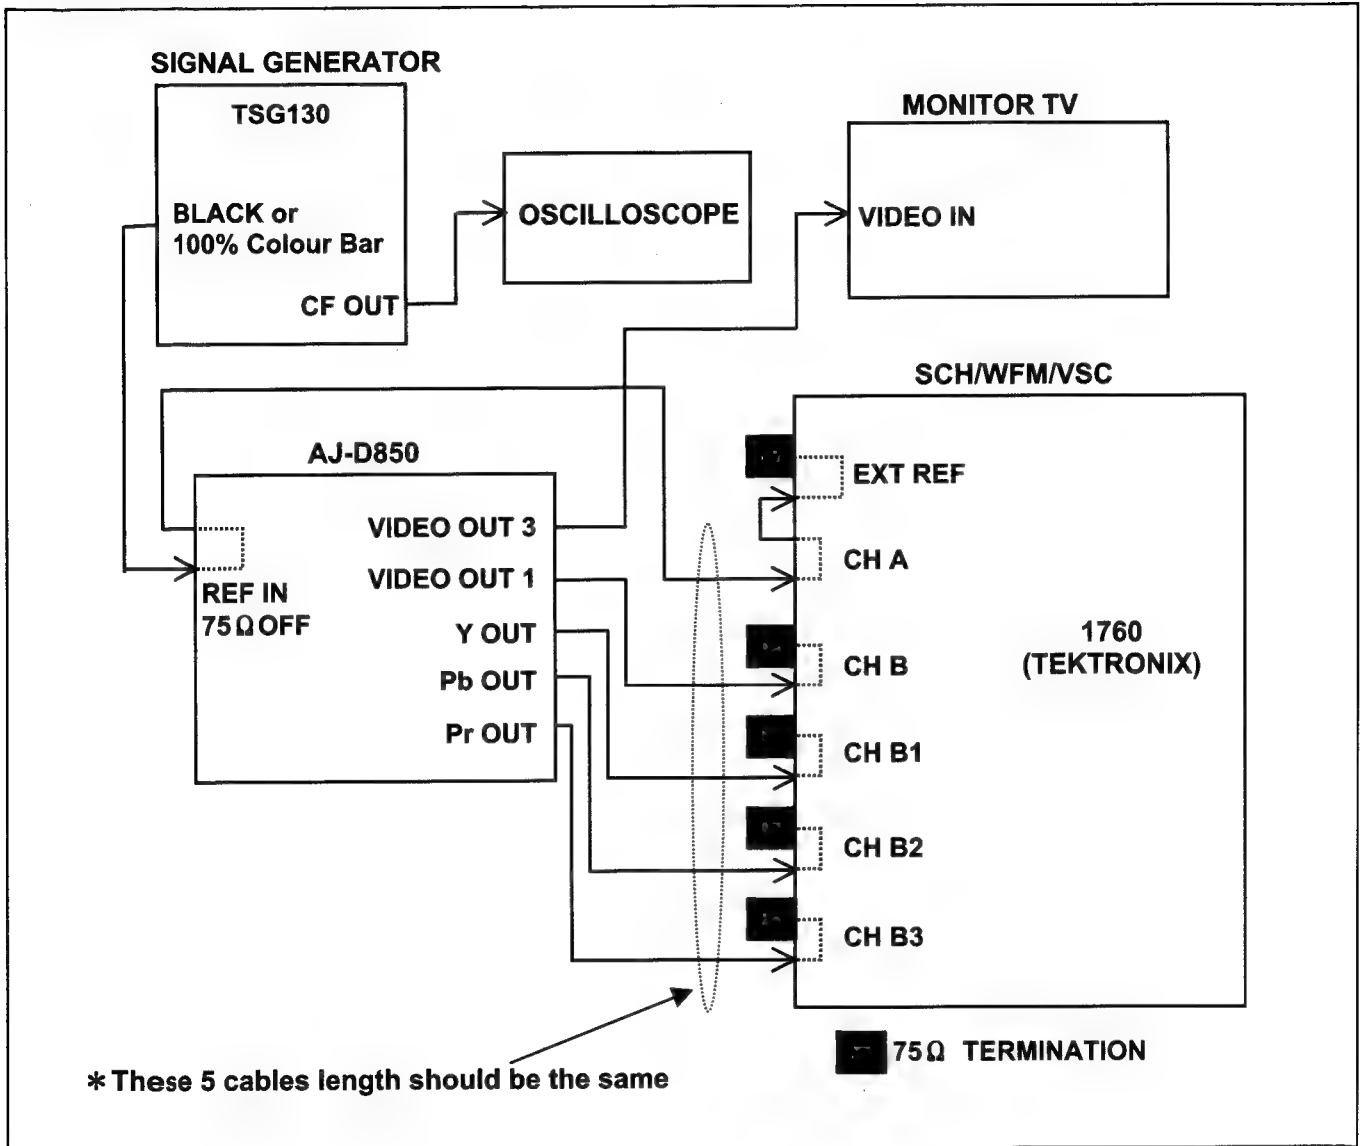 SIGNAL GENERATOR
TSG130
BLACK or
100% Colour Bar
CF OUT
OSCILLOSCOPE
MONITOR TV
VIDEO IN
SCH/WFM/VSC
EXT REF
CH A
CH B
CH B1
CH B2
CH B3
1760
(TEKTRONIX)
AJ-D850
VIDEO OUT 3
VIDEO OUT 1
Y OUT
Pb OUT
Pr OUT
REF IN
75Ω OFF
75Ω TERMINATION
* These 5 cables length should be the same